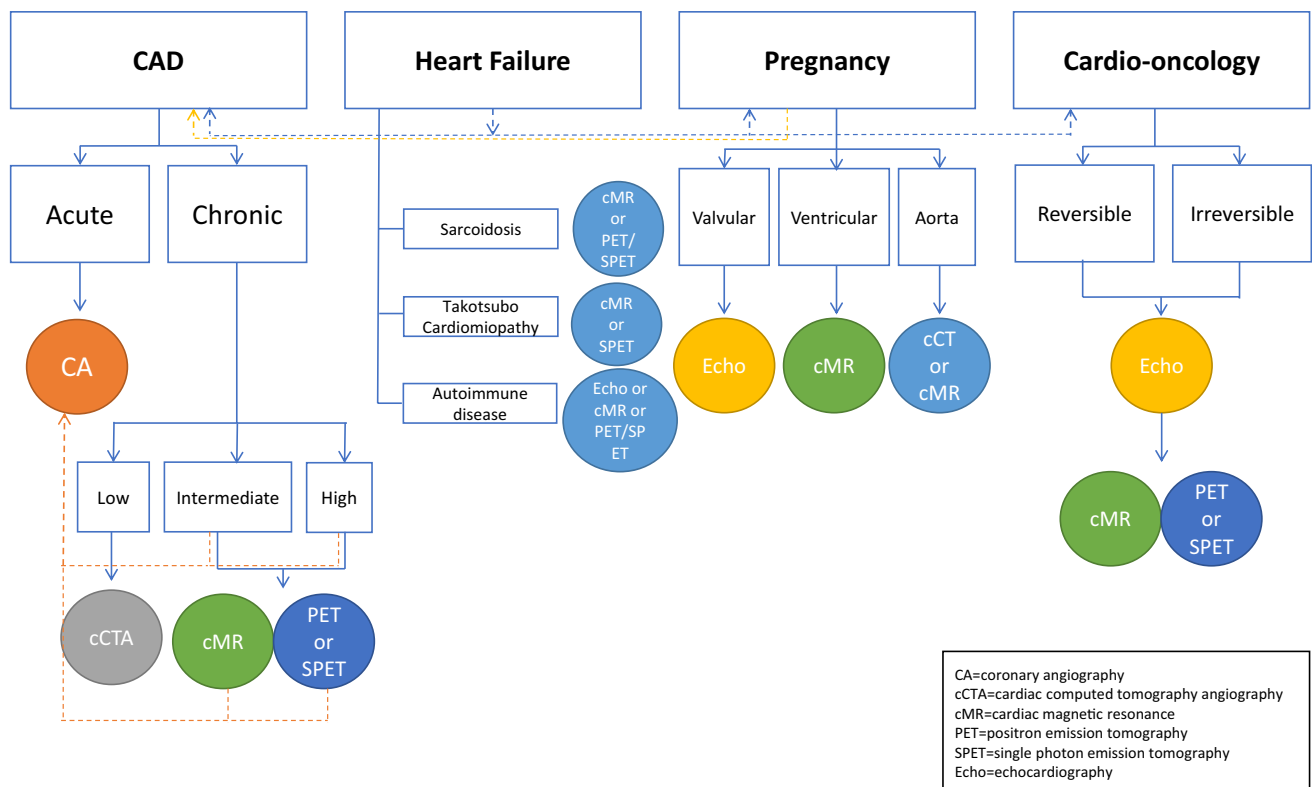 CAD
Heart Failure
Pregnancy
Cardio-oncology
Acute
Chronic
Sarcoidosis
cMR
or
PET/
SPET
Valvular
Ventricular
Aorta
Reversible
Irreversible
CA
Takotsubo
Cardiomiopathy
cMR
or
SPET
Echo
cMR
cCT
or
cMR
Echo
Autoimmune
disease
Echo or
cMR or
PET/SP
ET
Low
Intermediate
High
cMR
PET
or
SPET
cCTA
cMR
PET
or
SPET
CA=coronary angiography
cCTA=cardiac computed tomography angiography
cMR=cardiac magnetic resonance
PET=positron emission tomography
SPET=single photon emission tomography
Echo=echocardiography